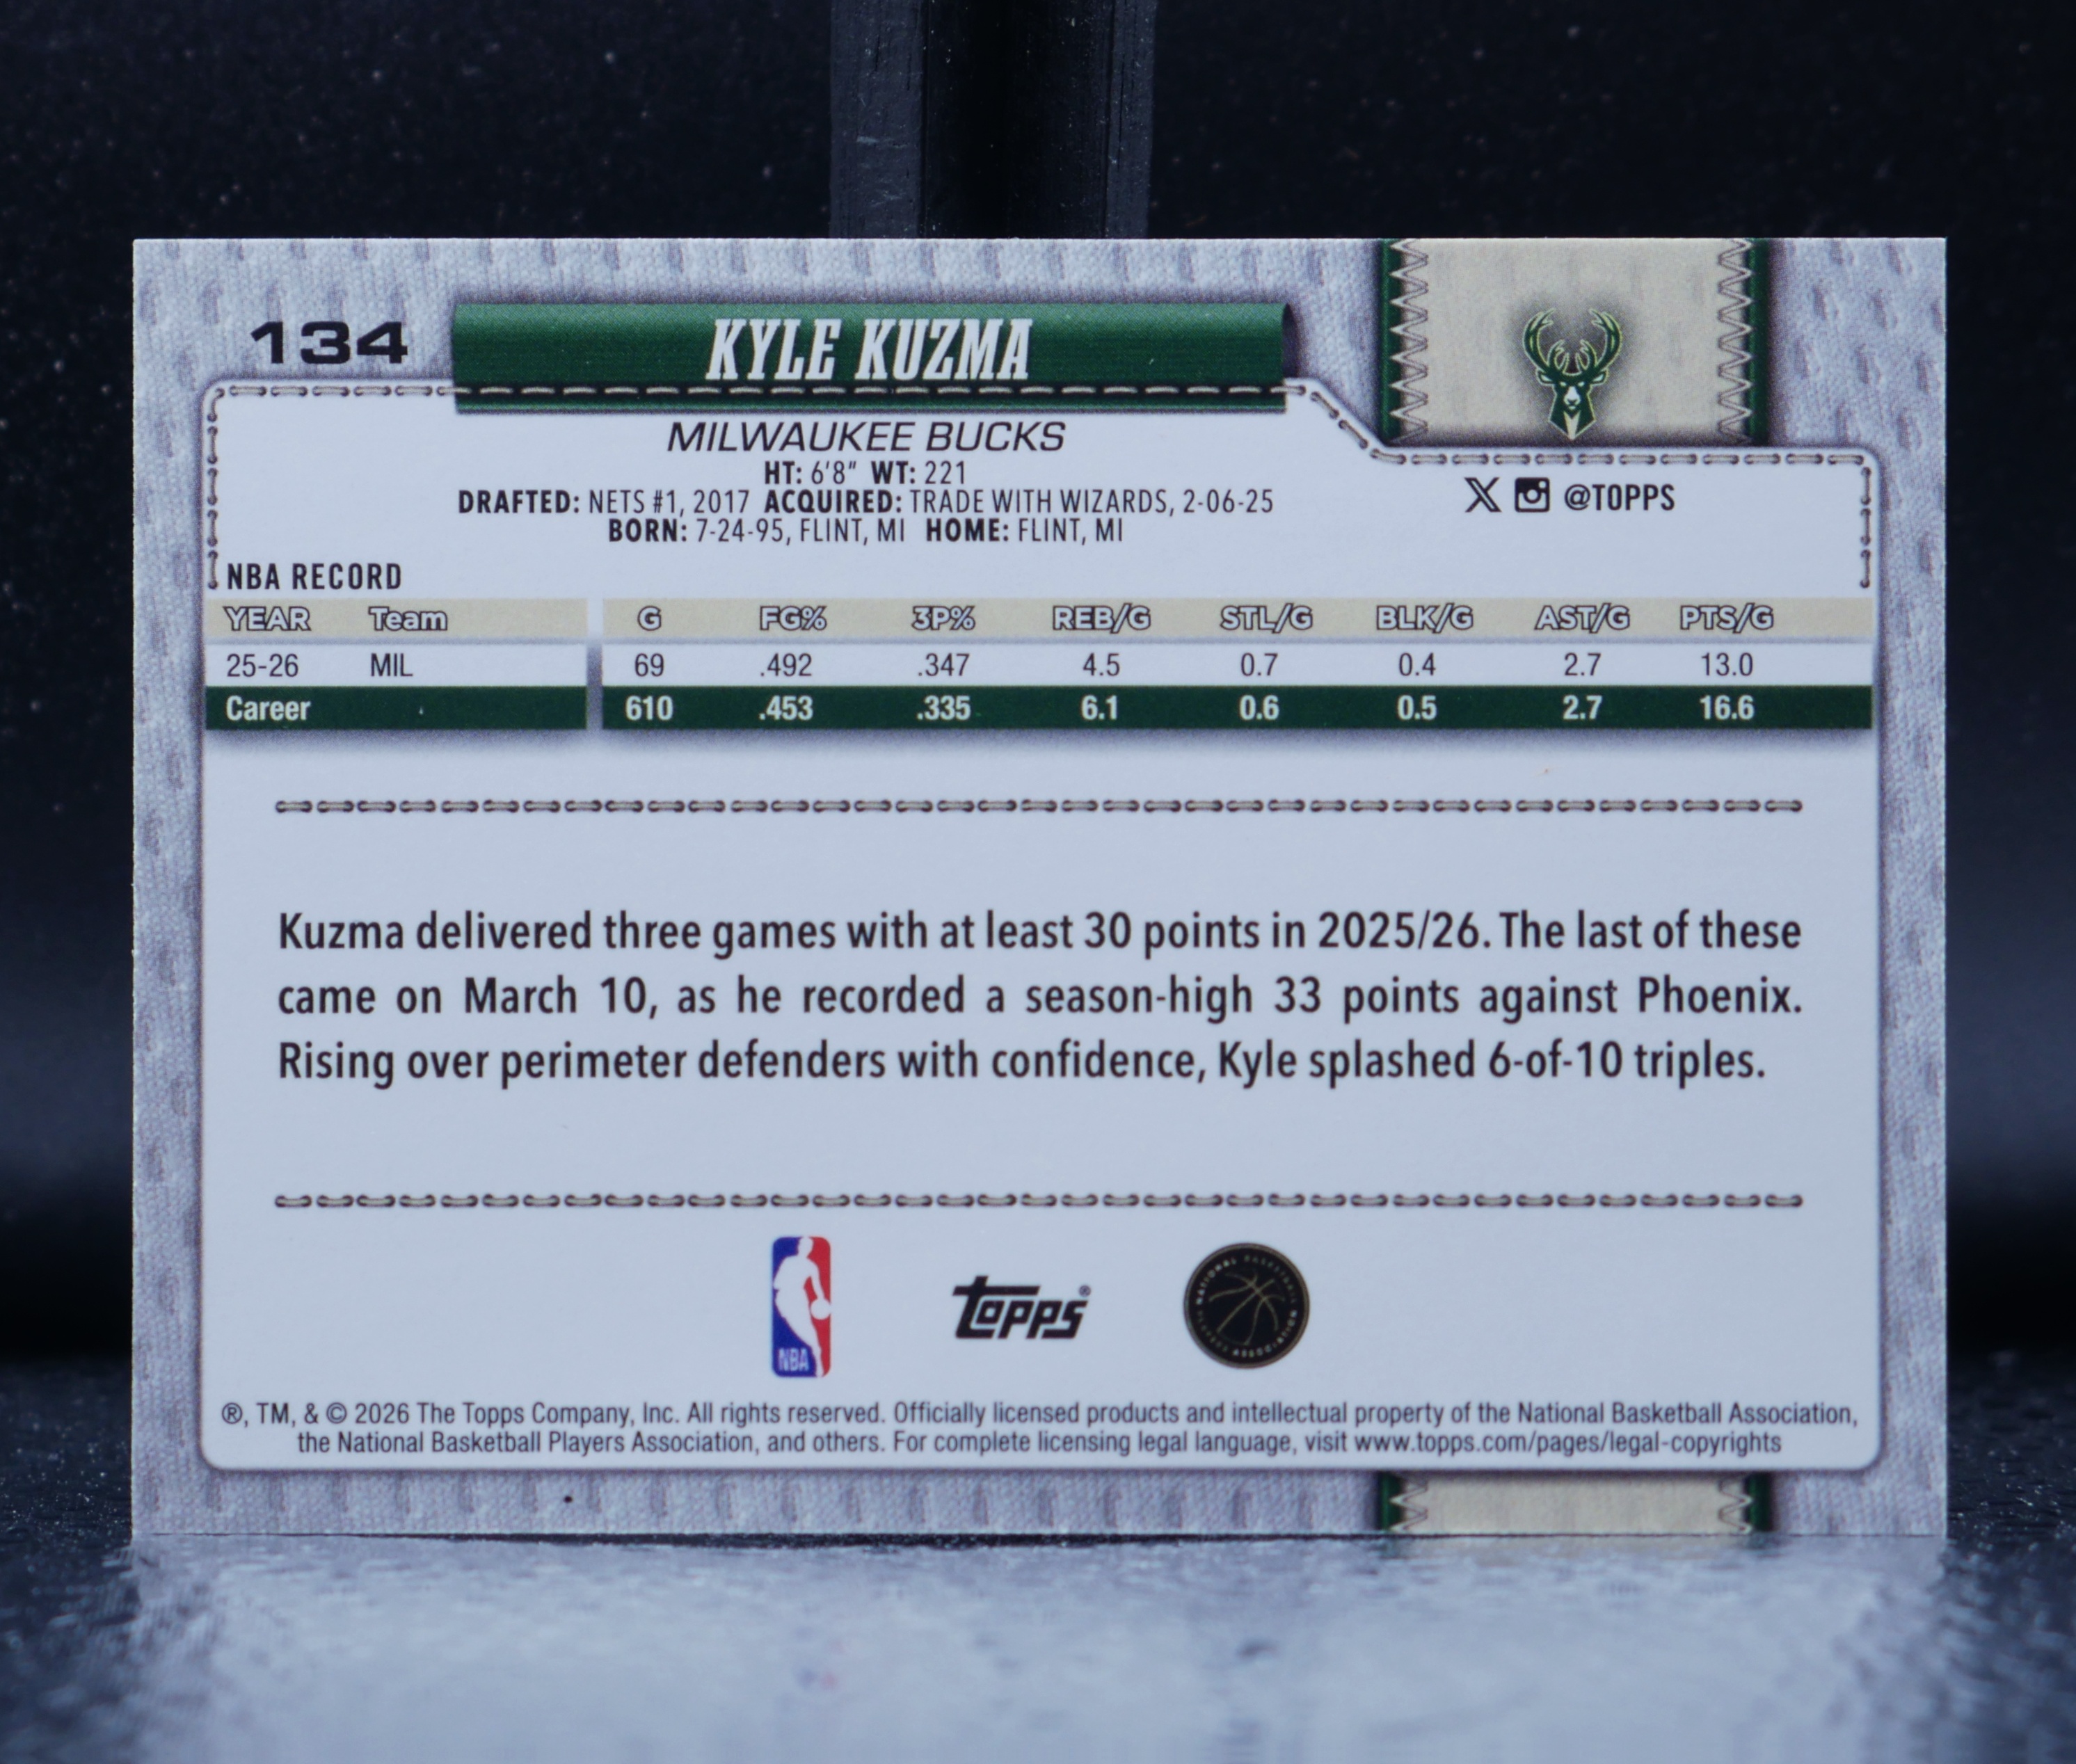 134
KYLE KUZMA
MILWAUKEE BUCKS
HT: 6'8" WT: 221
DRAFTED: NETS #1, 2017 ACQUIRED: TRADE WITH WIZARDS, 2-06-25
BORN: 7-24-95, FLINT, MI HOME: FLINT, MI
@TOPPS
NBA RECORD
YEAR Team G FG% 3P% REB/G STL/G BLK/G AST/G PTS/G
25-26 MIL 69 .492 .347 4.5 0.7 0.4 2.7 13.0
Career 610 .453 .335 6.1 0.6 0.5 2.7 16.6
Kuzma delivered three games with at least 30 points in 2025/26. The last of these
came on March 10, as he recorded a season-high 33 points against Phoenix.
Rising over perimeter defenders with confidence, Kyle splashed 6-of-10 triples.
NBA
topps®
NATIONAL BASKETBALL PLAYERS ASSOCIATION
®, TM, & © 2026 The Topps Company, Inc. All rights reserved. Officially licensed products and intellectual property of the National Basketball Association,
the National Basketball Players Association, and others. For complete licensing legal language, visit www.topps.com/pages/legal-copyrights